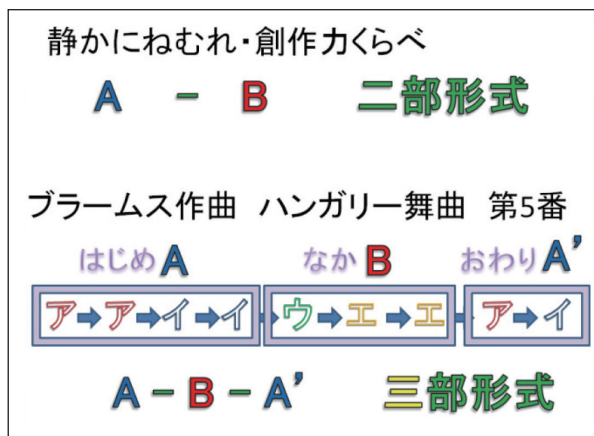 静かにねむれ・創作力くらべ
A － B 二部形式
ブラームス作曲 ハンガリー舞曲 第5番
はじめA なかB おわりA’
ア→ア→イ→イ→ウ→エ→エ→ア→イ
A－B－A’ 三部形式